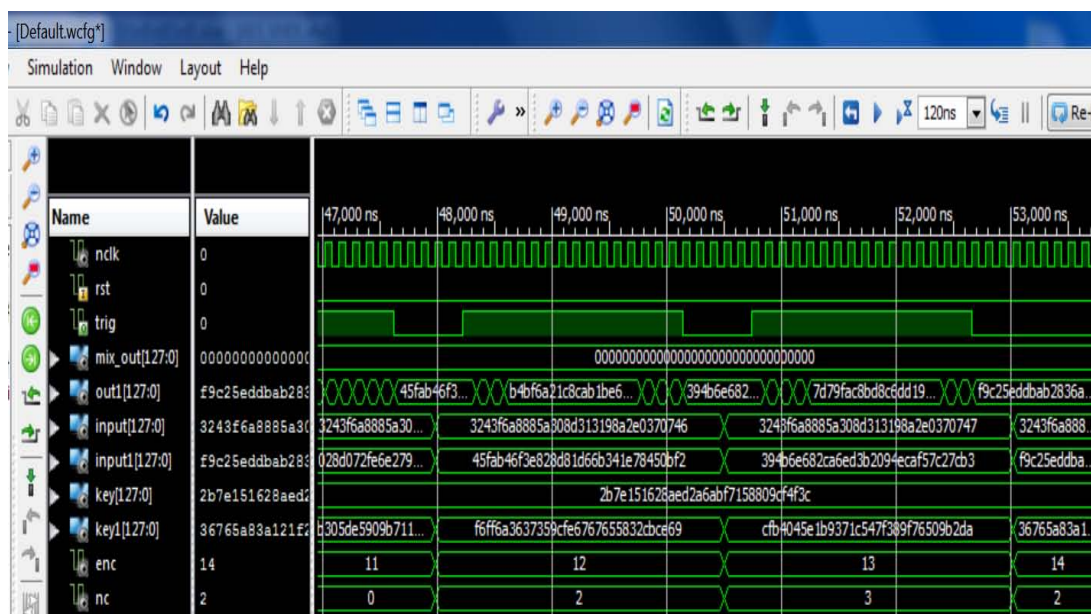 - [Default.wcfg*]
Simulation Window Layout Help
» 120ns Re-
Name Value 47,000 ns 48,000 ns 49,000 ns 50,000 ns 51,000 ns 52,000 ns 53,000 ns
nclk 0
rst 0
trig 0
mix_out[127:0] 00000000000000 00000000000000000000000000000000
out1[127:0] f9c25eddbab283 45fab46f3... b4bf6a21c8cab1be6... 394b6e682... 7d79fac8bd8c6dd19... f9c25eddbab2836a...
input[127:0] 3243f6a8885a30 3243f6a8885a30... 3243f6a8885a308d313198a2e0370746 3243f6a8885a308d313198a2e0370747 3243f6a888...
input1[127:0] f9c25eddbab283 028d072fe6e279... 45fab46f3e828d81d66b341e78450bf2 394b6e682ca6ed3b2094ecaf57c27cb3 f9c25eddba...
key[127:0] 2b7e151628aed2 2b7e151628aed2a6abf7158809cf4f3c
key1[127:0] 36765a83a121f2 b305de5909b711... f6ff6a3637359cfe6767655832cbce69 cfb4045e1b9371c547f389f76509b2da 36765a83a1...
enc 14 11 12 13 14
nc 2 0 2 3 2